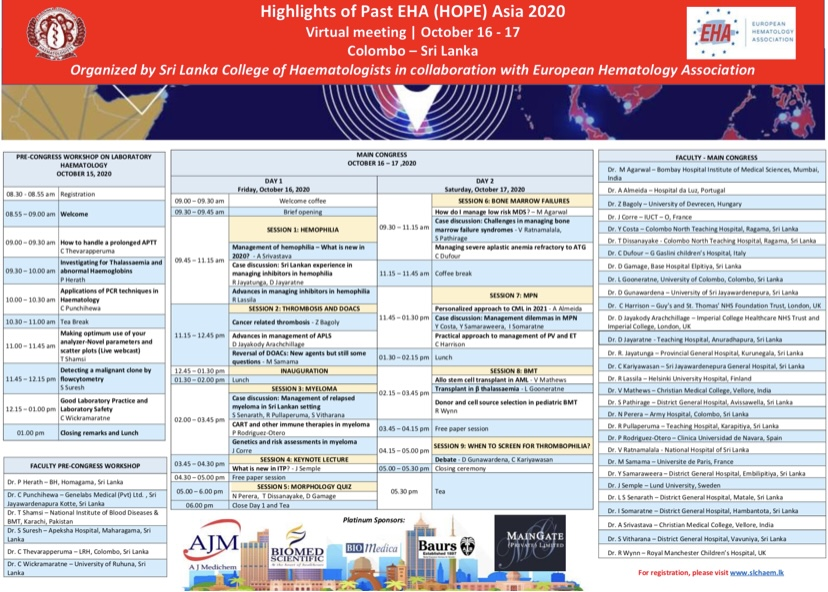 Highlights of Past EHA (HOPE) Asia 2020
Virtual meeting | October 16 - 17
Colombo – Sri Lanka
Organized by Sri Lanka College of Haematologists in collaboration with European Hematology Association
EHA
EUROPEAN
HEMATOLOGY
ASSOCIATION
PRE-CONGRESS WORKSHOP ON LABORATORY
HAEMATOLOGY
OCTOBER 15, 2020
08.30 - 08.55 am Registration
08.55 – 09.00 am Welcome
09.00 – 09.30 am How to handle a prolonged APTT
C Thevarapperuma
09.30 – 10.00 am Investigating for Thalassaemia and
abnormal Haemoglobins
P Herath
10.00 – 10.30 am Applications of PCR techniques in
Haematology
C Punchihewa
10.30 – 11.00 am Tea Break
11.00 – 11.45 am Making optimum use of your
analyzer-Novel parameters and
scatter plots (Live webcast)
T Shamsi
11.45 – 12.15 pm Detecting a malignant clone by
flowcytometry
S Suresh
12.15 – 01.00 pm Good Laboratory Practice and
Laboratory Safety
C Wickramaratne
01.00 pm Closing remarks and Lunch
FACULTY PRE-CONGRESS WORKSHOP
Dr. P Herath – BH, Homagama, Sri Lanka
Dr. C Punchihewa – Genelabs Medical (Pvt) Ltd. , Sri
Jayawardenapura Kotte, Sri Lanka
Dr. T Shamsi – National Institute of Blood Diseases &
BMT, Karachi, Pakistan
Dr. S Suresh – Apeksha Hospital, Maharagama, Sri
Lanka
Dr. C Thevarapperuma – LRH, Colombo, Sri Lanka
Dr. C Wickramaratne – University of Ruhuna, Sri
Lanka
MAIN CONGRESS
OCTOBER 16 – 17 ,2020
DAY 1
Friday, October 16, 2020
09.00 – 09.30 am Welcome coffee
09.30 – 09.45 am Brief opening
09.45 – 11.15 am SESSION 1: HEMOPHILIA
Management of hemophilia – What is new in
2020? - A Srivastava
Case discussion: Sri Lankan experience in
managing inhibitors in hemophilia
R Jayatunga, D Jayaratne
Advances in managing inhibitors in hemophilia
R Lassila
11.15 – 12.45 pm SESSION 2: THROMBOSIS AND DOACS
Cancer related thrombosis - Z Bagoly
Advances in management of APLS
D Jayakody Arachchillage
Reversal of DOACs: New agents but still some
questions - M Samama
12.45 – 01.30 pm INAUGURATION
01.30 – 02.00 pm Lunch
02.00 – 03.45 pm SESSION 3: MYELOMA
Case discussion: Management of relapsed
myeloma in Sri Lankan setting
S Senarath, R Pullaperuma, S Vitharana
CART and other immune therapies in myeloma
P Rodriguez-Otero
Genetics and risk assessments in myeloma
J Corre
03.45 – 04.30 pm SESSION 4: KEYNOTE LECTURE
What is new in ITP? - J Semple
04.30 – 05.00 pm Free paper session
05.00 – 6.00 pm SESSION 5: MORPHOLOGY QUIZ
N Perera, T Dissanayake, D Gamage
06.00 pm Close Day 1 and Tea
DAY 2
Saturday, October 17, 2020
09.30 – 11.15 am SESSION 6: BONE MARROW FAILURES
How do I manage low risk MDS? – M Agarwal
Case discussion: Challenges in managing bone
marrow failure syndromes - V Ratnamalala,
S Pathirage
Managing severe aplastic anemia refractory to ATG
C Dufour
11.15 – 11.45 am Coffee break
11.45 – 01.30 pm SESSION 7: MPN
Personalized approach to CML in 2021 - A Almeida
Case discussion: Management dilemmas in MPN
Y Costa, Y Samaraweera, I Somaratne
Practical approach to management of PV and ET
C Harrison
01.30 – 02.15 pm Lunch
02.15 – 03.45 pm SESSION 8: BMT
Allo stem cell transplant in AML - V Mathews
Transplant in β thalassaemia - L Gooneratne
Donor and cell source selection in pediatric BMT
R Wynn
03.45 – 04.15 pm Free paper session
04.15 – 05.00 pm SESSION 9: WHEN TO SCREEN FOR THROMBOPHILIA?
Debate - D Gunawardena, C Kariyawasan
05.00 – 05.30 pm Closing ceremony
05.30 pm Tea
FACULTY - MAIN CONGRESS
Dr. M Agarwal – Bombay Hospital Institute of Medical Sciences, Mumbai,
India
Dr. A Almeida – Hospital da Luz, Portugal
Dr. Z Bagoly – University of Debrecen, Hungary
Dr. J Corre – IUCT – O, France
Dr. Y Costa – Colombo North Teaching Hospital, Ragama, Sri Lanka
Dr. T Dissanayake - Colombo North Teaching Hospital, Ragama, Sri Lanka
Dr. C Dufour – G Gaslini children's Hospital, Italy
Dr. D Gamage, Base Hospital Elpitiya, Sri Lanka
Dr. L Gooneratne, University of Colombo, Colombo, Sri Lanka
Dr. D Gunawardena – University of Sri Jayawardenepura, Sri Lanka
Dr. C Harrison – Guy's and St. Thomas' NHS Foundation Trust, London, UK
Dr. D Jayakody Arachchillage – Imperial College Healthcare NHS Trust and
Imperial College, London, UK
Dr. D Jayaratne - Teaching Hospital, Anuradhapura, Sri Lanka
Dr. R. Jayatunga – Provincial General Hospital, Kurunegala, Sri Lanka
Dr. C Kariyawasan – Sri Jayawardenepura General Hospital, Sri Lanka
Dr. R Lassila – Helsinki University Hospital, Finland
Dr. V Mathews – Christian Medical College, Vellore, India
Dr. S Pathirage – District General Hospital, Avissawella, Sri Lanka
Dr. N Perera – Army Hospital, Colombo, Sri Lanka
Dr. R Pullaperuma – Teaching Hospital, Karapitiya, Sri Lanka
Dr. P Rodriguez-Otero – Clinica Universidad de Navara, Spain
Dr. V Ratnamalala – National Hospital of Sri Lanka
Dr. M Samama – Universite de Paris, France
Dr. Y Samaraweera – District General Hospital, Embilipitiya, Sri Lanka
Dr. J Semple – Lund University, Sweden
Dr. L S Senarath – District General Hospital, Matale, Sri Lanka
Dr. I Somaratne – District General Hospital, Hambantota, Sri Lanka
Dr. A Srivastava – Christian Medical College, Vellore, India
Dr. S Vitharana – District General Hospital, Vavuniya, Sri Lanka
Dr. R Wynn – Royal Manchester Children's Hospital, UK
For registration, please visit www.slchaem.lk
Platinum Sponsors:
AJM
A J Medichem
BIOMED
SCIENTIFIC
BIO Medica
Baurs
MAINGATE
(PRIVATE) LIMITED